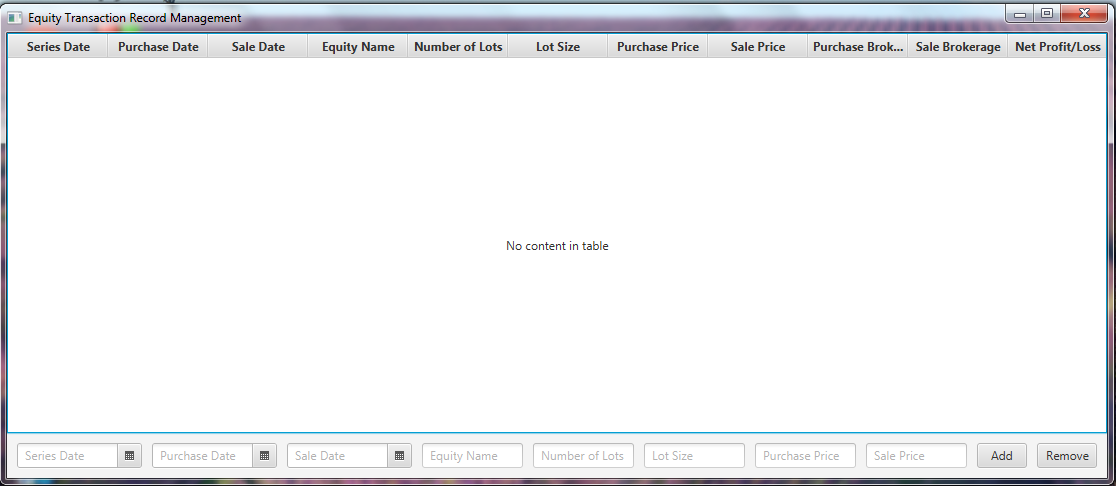 Equity Transaction Record Management
Series Date Purchase Date Sale Date Equity Name Number of Lots Lot Size Purchase Price Sale Price Purchase Brok... Sale Brokerage Net Profit/Loss
No content in table
Series Date Purchase Date Sale Date Equity Name Number of Lots Lot Size Purchase Price Sale Price Add Remove